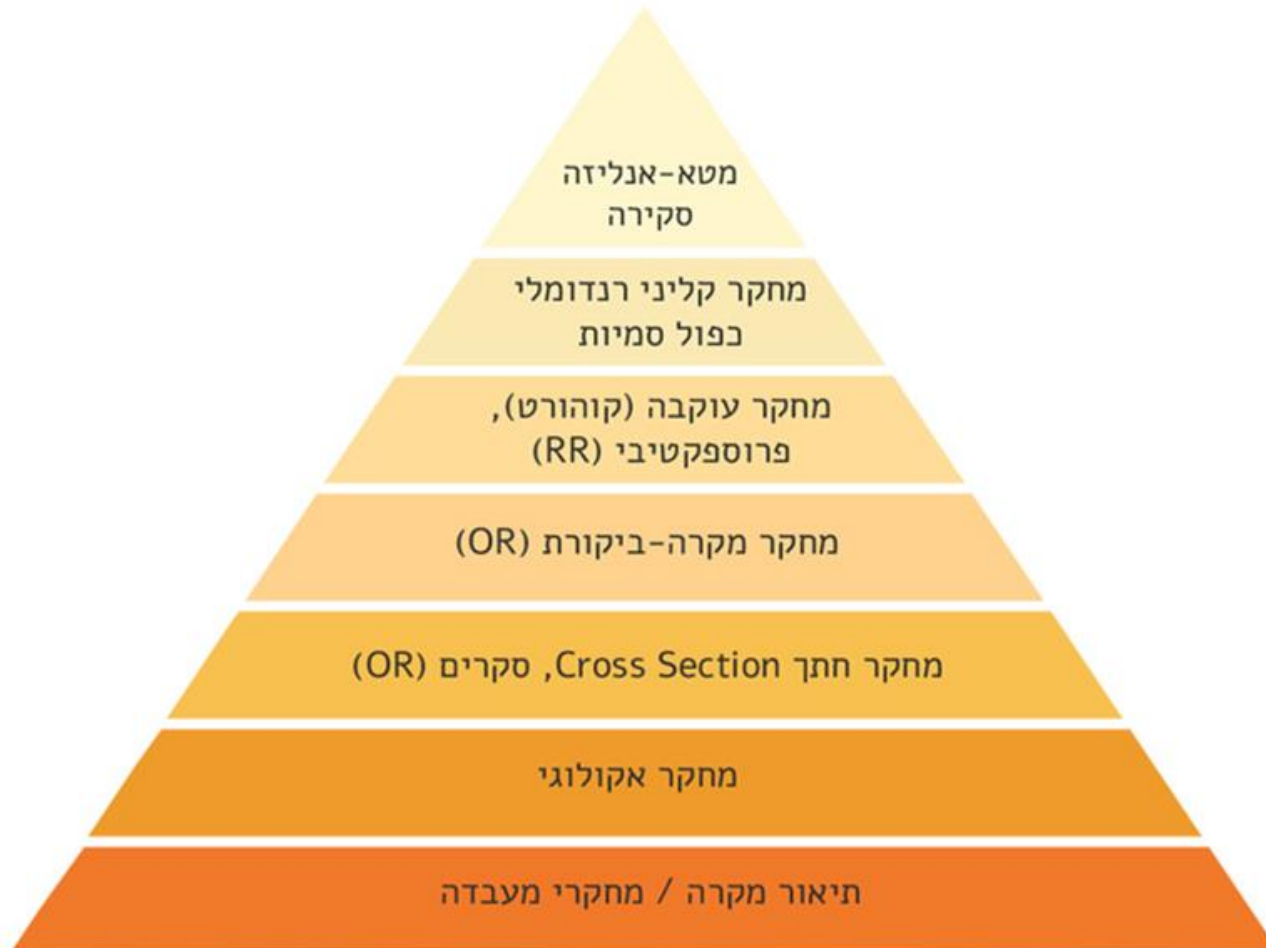 מטא-אנליזה
סקירה
מחקר קליני רנדומלי
כפול סמיות
מחקר עוקבה (קוהורט),
פרוספקטיבי (RR)
מחקר מקרה-ביקורת (OR)
מחקר חתך Cross Section, סקרים (OR)
מחקר אקולוגי
תיאור מקרה / מחקרי מעבדה